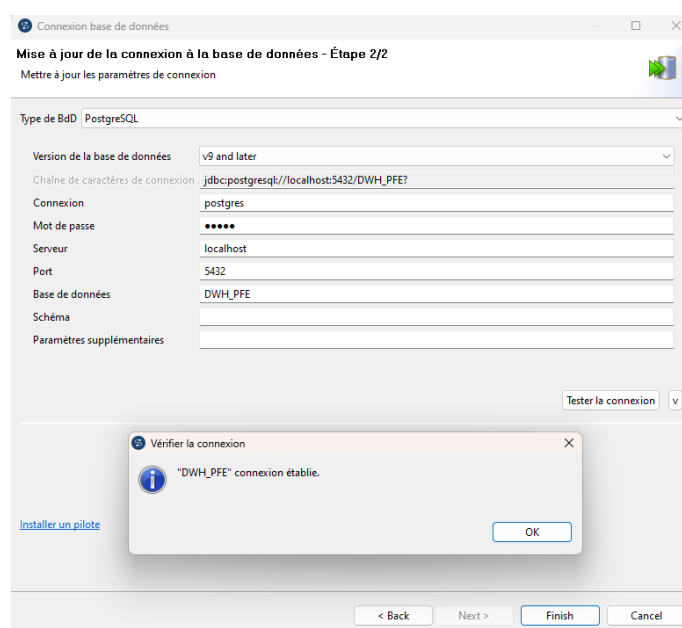 Connexion base de données
Mise à jour de la connexion à la base de données - Étape 2/2
Mettre à jour les paramètres de connexion
Type de BdD PostgreSQL
Version de la base de données v9 and later
Chaîne de caractères de connexion jdbc:postgresql://localhost:5432/DWH_PFE?
Connexion postgres
Mot de passe ●●●●●
Serveur localhost
Port 5432
Base de données DWH_PFE
Schéma
Paramètres supplémentaires
Tester la connexion v
Vérifier la connexion
"DWH_PFE" connexion établie.
Installer un pilote
OK
< Back Next > Finish Cancel